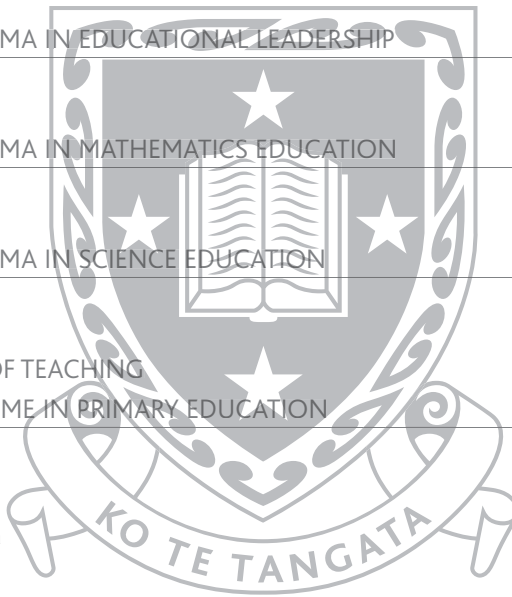 MA IN EDUCATIONAL LEADERSHIP
MA IN MATHEMATICS EDUCATION
MA IN SCIENCE EDUCATION
OF TEACHING
ME IN PRIMARY EDUCATION
KO TE TANGATA